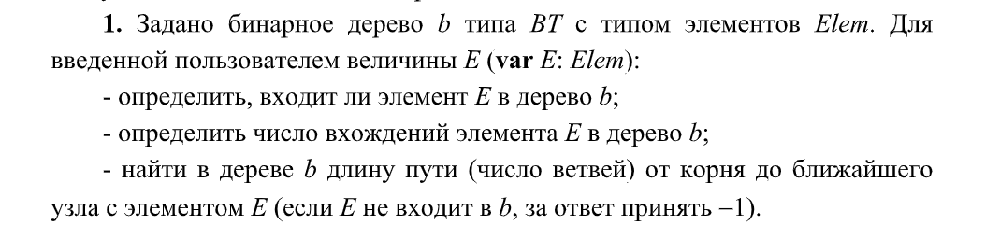 1. Задано бинарное дерево b типа BT с типом элементов Elem. Для
введенной пользователем величины E (var E: Elem):
- определить, входит ли элемент E в дерево b;
- определить число вхождений элемента E в дерево b;
- найти в дереве b длину пути (число ветвей) от корня до ближайшего
узла с элементом E (если E не входит в b, за ответ принять –1).